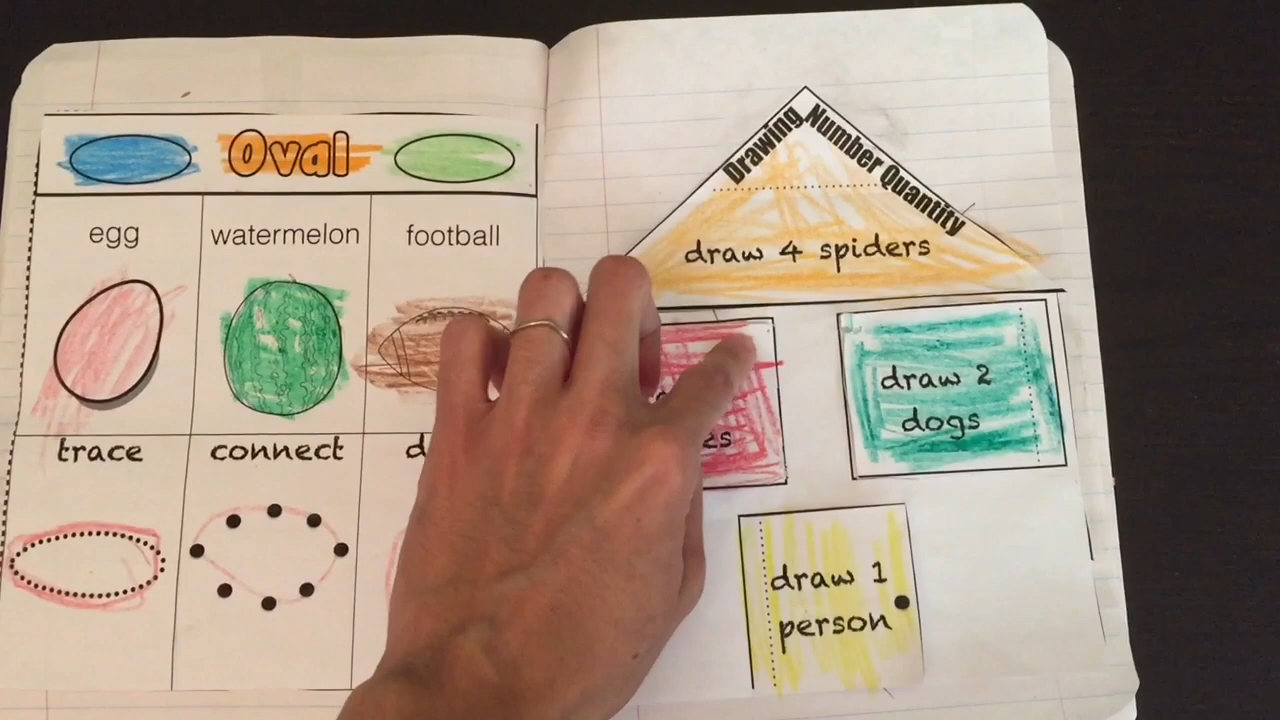 Oval
egg watermelon football
trace connect
Drawing Number Quantity
draw 4 spiders
draw 2
dogs
draw 1
person